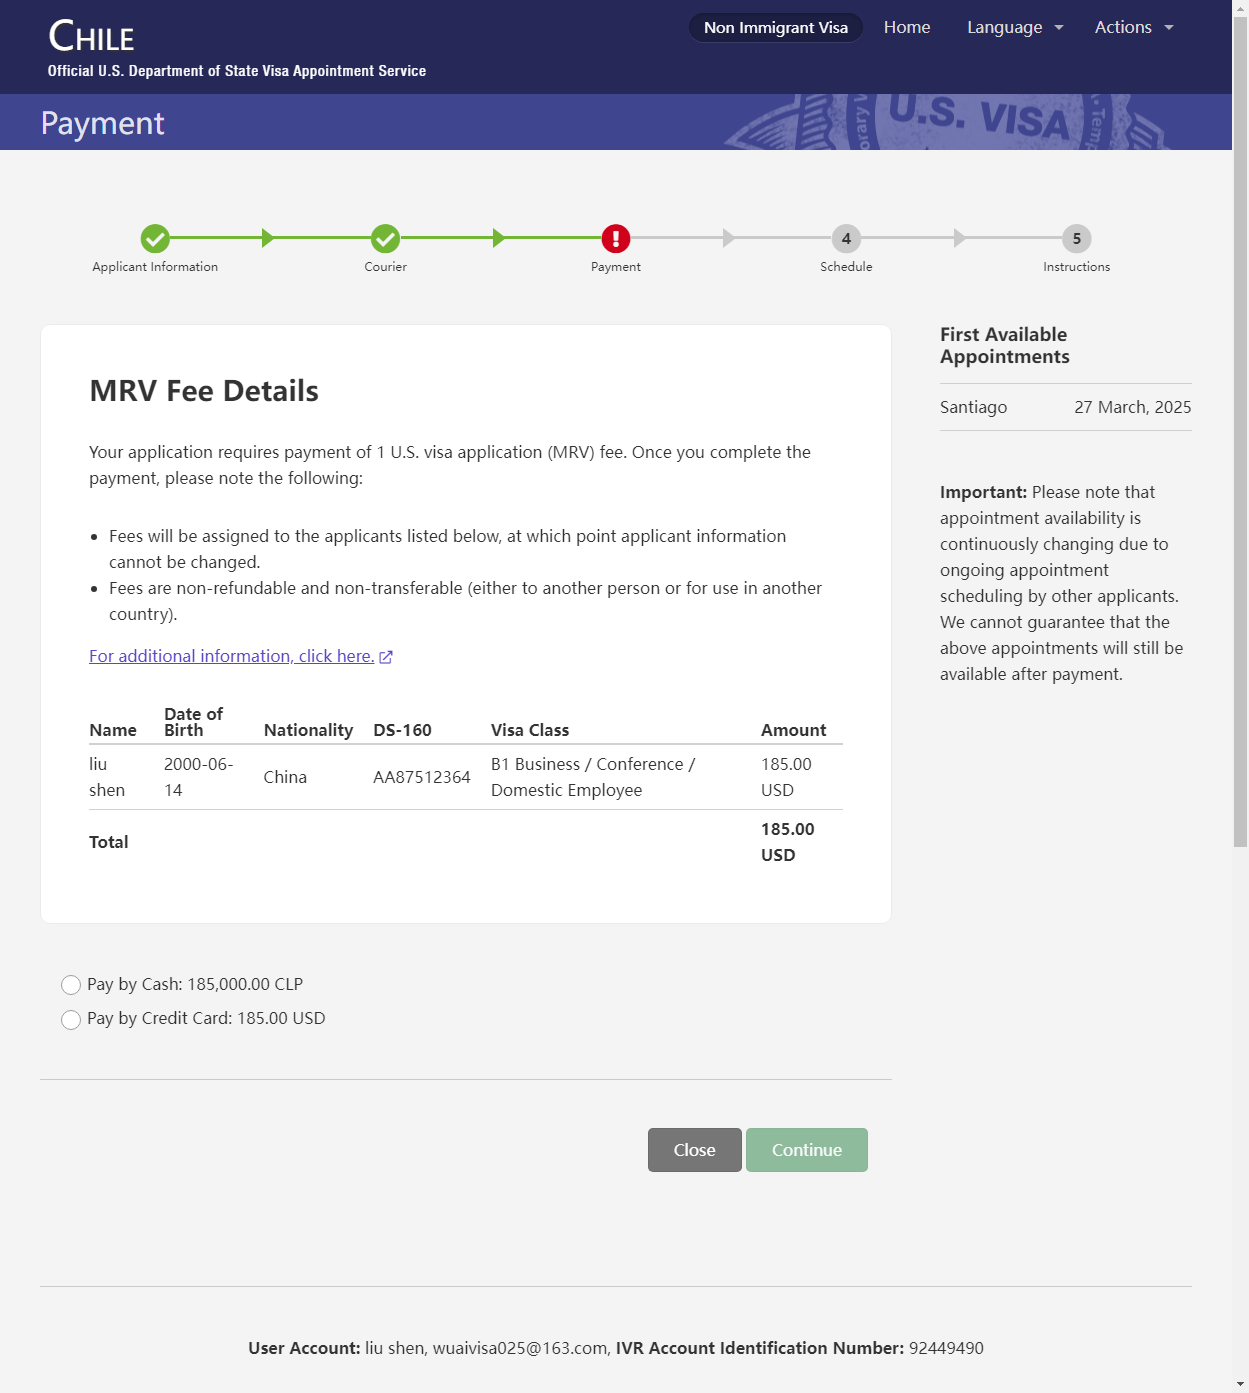 CHILE
Official U.S. Department of State Visa Appointment Service
Non Immigrant Visa
Home
Language
Actions
Payment
U.S. VISA
Applicant Information
Courier
Payment
4
Schedule
5
Instructions
MRV Fee Details
Your application requires payment of 1 U.S. visa application (MRV) fee. Once you complete the
payment, please note the following:
Fees will be assigned to the applicants listed below, at which point applicant information
cannot be changed.
Fees are non-refundable and non-transferable (either to another person or for use in another
country).
For additional information, click here.
Name
Date of
Birth
Nationality
DS-160
Visa Class
Amount
liu
shen
2000-06-
14
China
AA87512364
B1 Business / Conference /
Domestic Employee
185.00
USD
Total
185.00
USD
First Available
Appointments
Santiago 27 March, 2025
Important: Please note that
appointment availability is
continuously changing due to
ongoing appointment
scheduling by other applicants.
We cannot guarantee that the
above appointments will still be
available after payment.
Pay by Cash: 185,000.00 CLP
Pay by Credit Card: 185.00 USD
Close
Continue
User Account: liu shen, wuaivisa025@163.com, IVR Account Identification Number: 92449490